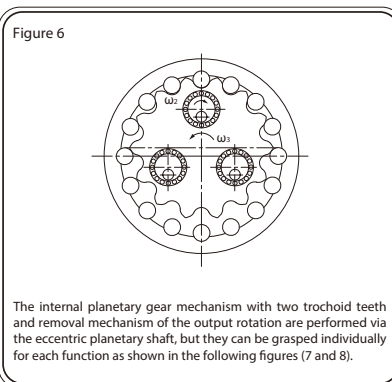 Figure 6
ω2
ω3
The internal planetary gear mechanism with two trochoid teeth
and removal mechanism of the output rotation are performed via
the eccentric planetary shaft, but they can be grasped individually
for each function as shown in the following figures (7 and 8).